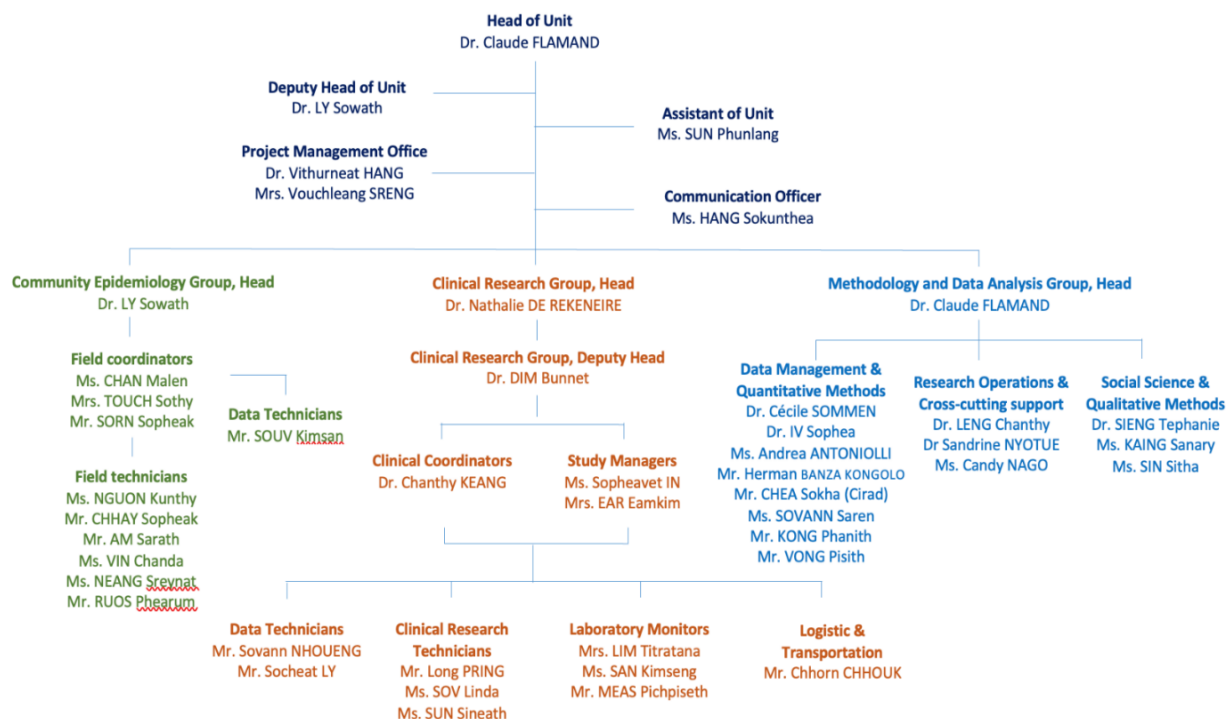 Head of Unit
Dr. Claude FLAMAND
Deputy Head of Unit
Dr. LY Sowath
Assistant of Unit
Ms. SUN Phunlang
Project Management Office
Dr. Vithurneat HANG
Mrs. Vouchleang SRENG
Communication Officer
Ms. HANG Sokunthea
Community Epidemiology Group, Head
Dr. LY Sowath
Field coordinators
Ms. CHAN Malen
Mrs. TOUCH Sothy
Mr. SORN Sopheak
Data Technicians
Mr. SOUV Kimsan
Field technicians
Ms. NGUON Kunthy
Mr. CHHAY Sopheak
Mr. AM Sarath
Ms. VIN Chanda
Ms. NEANG Sreynat
Mr. RUOS Phearum
Clinical Research Group, Head
Dr. Nathalie DE REKENEIRE
Clinical Research Group, Deputy Head
Dr. DIM Bunnet
Clinical Coordinators
Dr. Chanthy KEANG
Study Managers
Ms. Sopheavet IN
Mrs. EAR Eamkim
Data Technicians
Mr. Sovann NHOUENG
Mr. Socheat LY
Clinical Research
Technicians
Mr. Long PRING
Ms. SOV Linda
Ms. SUN Sineath
Laboratory Monitors
Mrs. LIM Titratana
Ms. SAN Kimseng
Mr. MEAS Pichpiseth
Logistic &
Transportation
Mr. Chhorn CHHOUK
Methodology and Data Analysis Group, Head
Dr. Claude FLAMAND
Data Management &
Quantitative Methods
Dr. Cécile SOMMEN
Dr. IV Sophea
Ms. Andrea ANTONIOLLI
Mr. Herman BANZA KONGOLO
Mr. CHEA Sokha (Cirad)
Ms. SOVANN Saren
Mr. KONG Phanith
Mr. VONG Pisith
Research Operations &
Cross-cutting support
Dr. LENG Chanthy
Dr Sandrine NYOTUE
Ms. Candy NAGO
Social Science &
Qualitative Methods
Dr. SIENG Tephanie
Ms. KAING Sanary
Ms. SIN Sitha